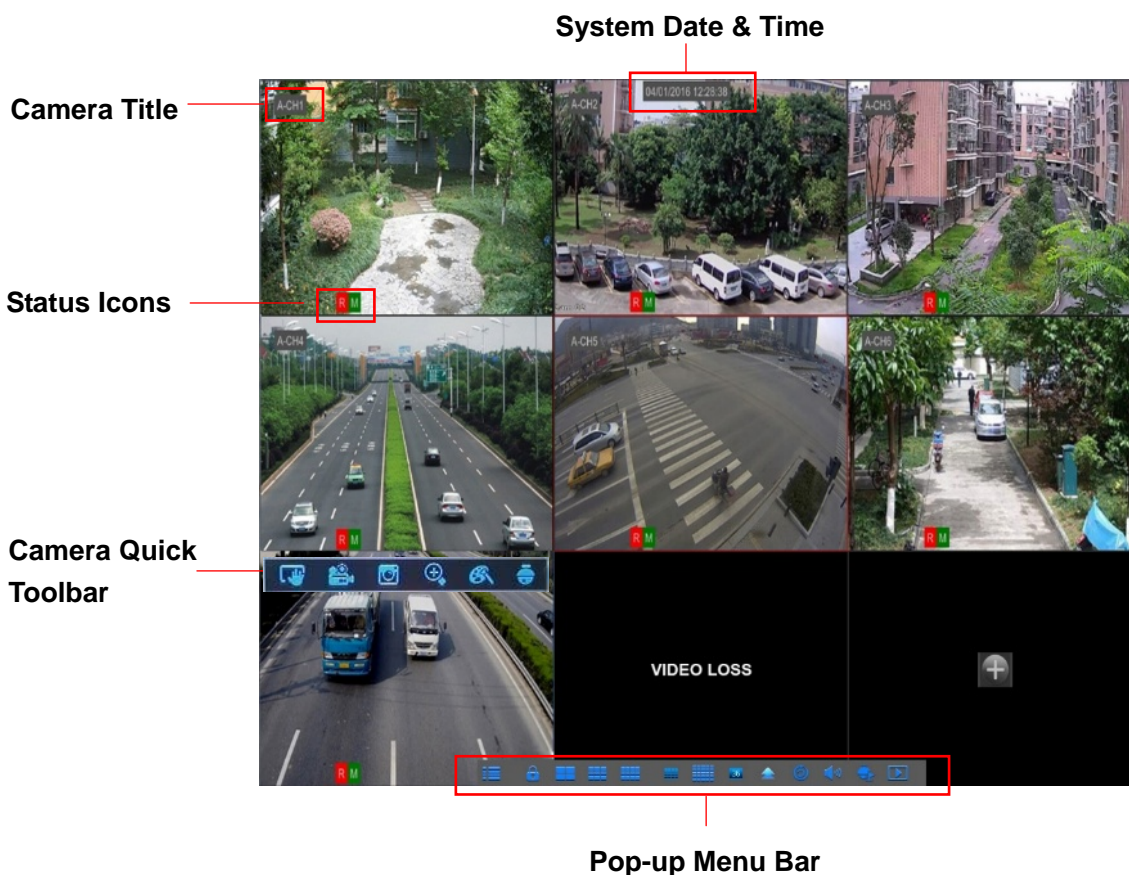 System Date & Time
Camera Title
A-CH1
A-CH2
04/01/2016 12:28:38
A-CH3
Status Icons
R M
R M
R M
A-CH4
A-CH5
A-CH6
R M
R M
R M
Camera Quick
Toolbar
VIDEO LOSS
R M
Pop-up Menu Bar